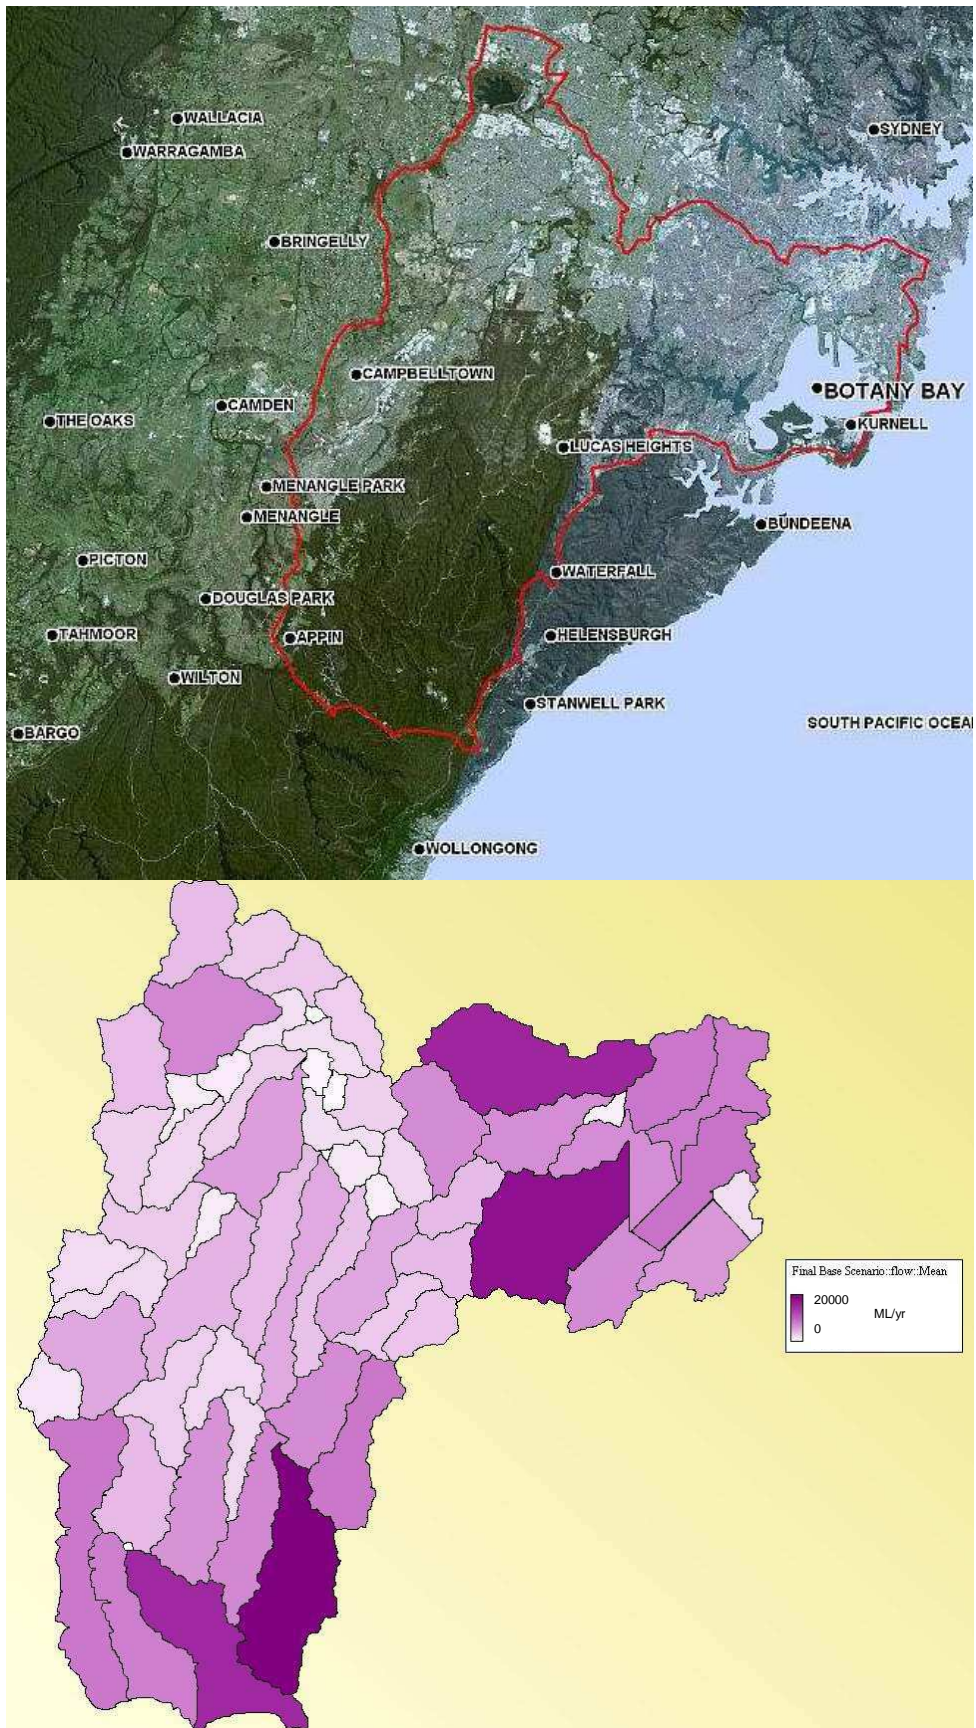 WALLACIA
SYDNEY
WARRAGAMBA
BRINGELLY
CAMPBELLTOWN
BOTANY BAY
CAMDEN
THE OAKS
KURNELL
LUCAS HEIGHTS
MENANGLE PARK
MENANGLE
BUNDEENA
PICTON
WATERFALL
DOUGLAS PARK
TAHMOOR
APPIN
HELENSBURGH
WILTON
STANWELL PARK
SOUTH PACIFIC OCEA
BARGO
WOLLONGONG
Final Base Scenario::flow::Mean
20000
ML/yr
0